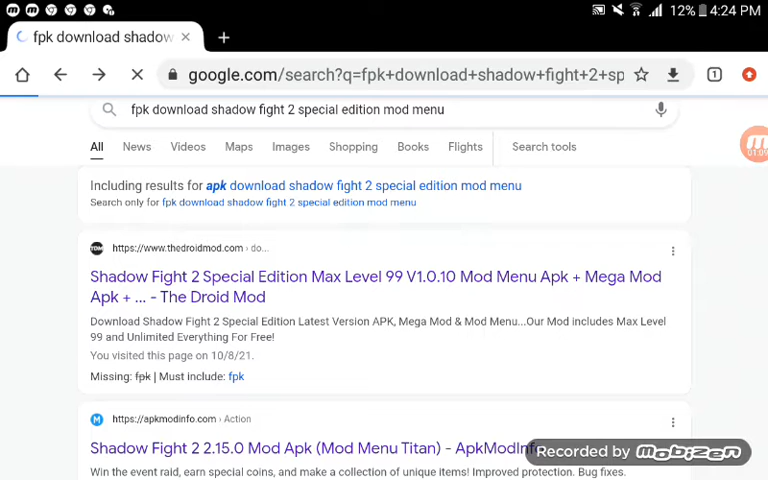 12% 4:24 PM
fpk download shadow
google.com/search?q=fpk+download+shadow+fight+2+sp
1
fpk download shadow fight 2 special edition mod menu
All News Videos Maps Images Shopping Books Flights Search tools
01:09
Including results for apk download shadow fight 2 special edition mod menu
Search only for fpk download shadow fight 2 special edition mod menu
TDM https://www.thedroidmod.com › do...
Shadow Fight 2 Special Edition Max Level 99 V1.0.10 Mod Menu Apk + Mega Mod
Apk + ... - The Droid Mod
Download Shadow Fight 2 Special Edition Latest Version APK, Mega Mod & Mod Menu...Our Mod includes Max Level
99 and Unlimited Everything For Free!
You visited this page on 10/8/21.
Missing: fpk | Must include: fpk
M https://apkmodinfo.com › Action
Shadow Fight 2 2.15.0 Mod Apk (Mod Menu Titan) - ApkModInfo
Recorded by mobizen
Win the event raid, earn special coins, and make a collection of unique items! Improved protection. Bug fixes.